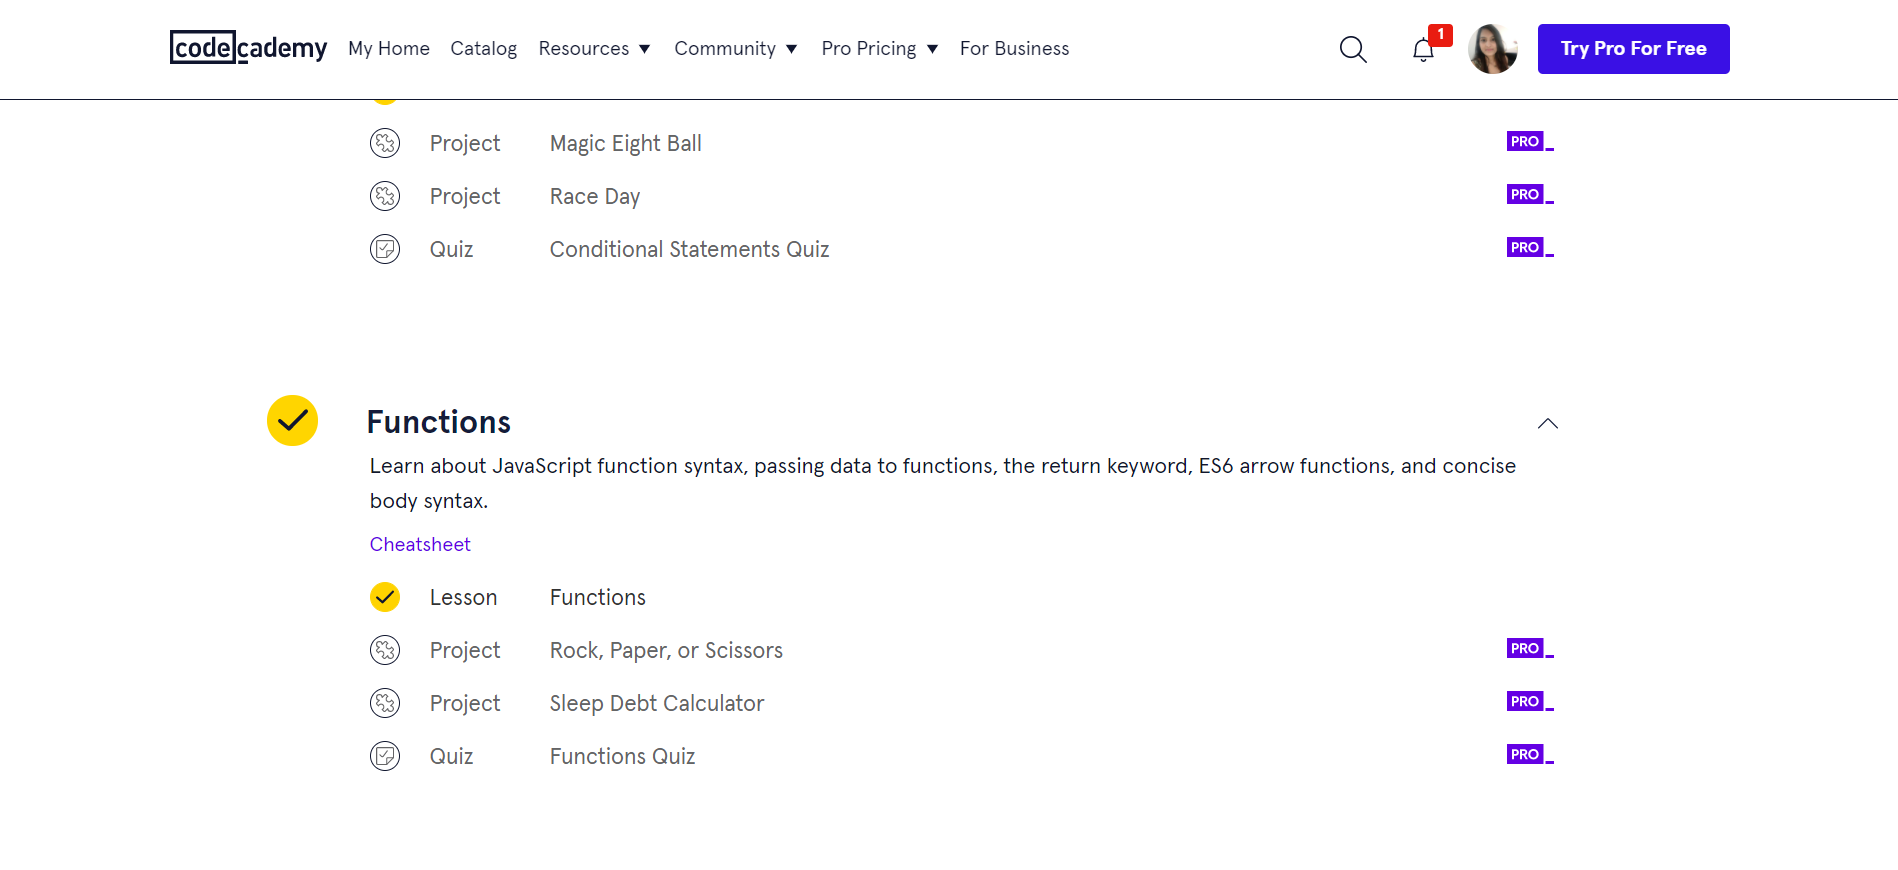 codecademy My Home Catalog Resources Community Pro Pricing For Business 1 Try Pro For Free
Project Magic Eight Ball PRO
Project Race Day PRO
Quiz Conditional Statements Quiz PRO
Functions
Learn about JavaScript function syntax, passing data to functions, the return keyword, ES6 arrow functions, and concise
body syntax.
Cheatsheet
Lesson Functions
Project Rock, Paper, or Scissors PRO
Project Sleep Debt Calculator PRO
Quiz Functions Quiz PRO